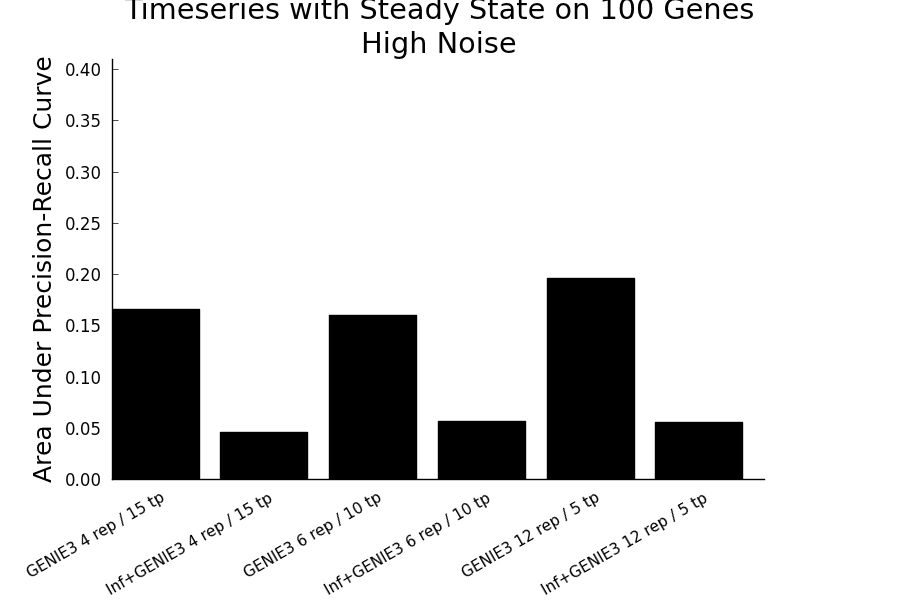 Timeseries with Steady State on 100 Genes
High Noise
Area Under Precision-Recall Curve
0.40
0.35
0.30
0.25
0.20
0.15
0.10
0.05
0.00
GENIE3 4 rep / 15 tp
Inf+GENIE3 4 rep / 15 tp
GENIE3 6 rep / 10 tp
Inf+GENIE3 6 rep / 10 tp
GENIE3 12 rep / 5 tp
Inf+GENIE3 12 rep / 5 tp